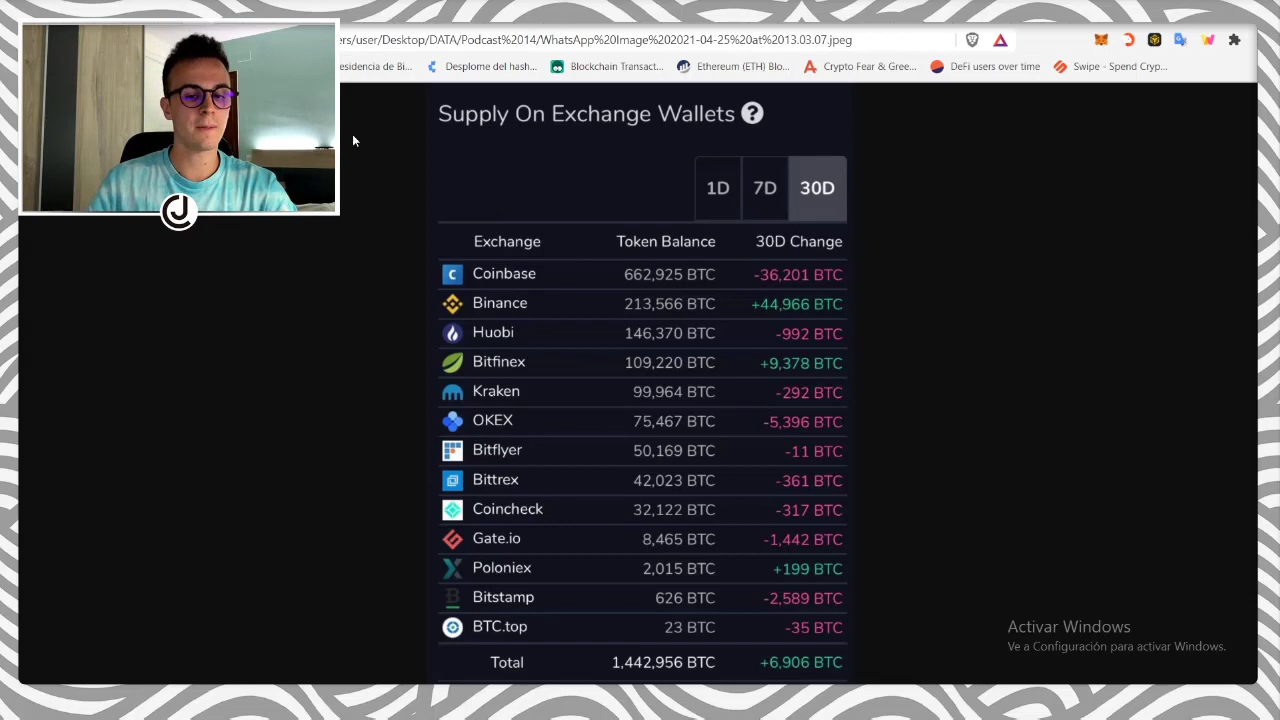 ers/user/Desktop/DATA/Podcast%2014/WhatsApp%20Image%202021-04-25%20at%2013.03.07.jpeg
esidencia de Bi... Desplome del hash... Blockchain Transact... Ethereum (ETH) Blo... Crypto Fear & Gree... DeFi users over time Swipe - Spend Cryp...
Supply On Exchange Wallets ?
1D 7D 30D
Exchange Token Balance 30D Change
Coinbase 662,925 BTC -36,201 BTC
Binance 213,566 BTC +44,966 BTC
Huobi 146,370 BTC -992 BTC
Bitfinex 109,220 BTC +9,378 BTC
Kraken 99,964 BTC -292 BTC
OKEX 75,467 BTC -5,396 BTC
Bitflyer 50,169 BTC -11 BTC
Bittrex 42,023 BTC -361 BTC
Coincheck 32,122 BTC -317 BTC
Gate.io 8,465 BTC -1,442 BTC
Poloniex 2,015 BTC +199 BTC
Bitstamp 626 BTC -2,589 BTC
BTC.top 23 BTC -35 BTC
Total 1,442,956 BTC +6,906 BTC
Activar Windows
Ve a Configuración para activar Windows.